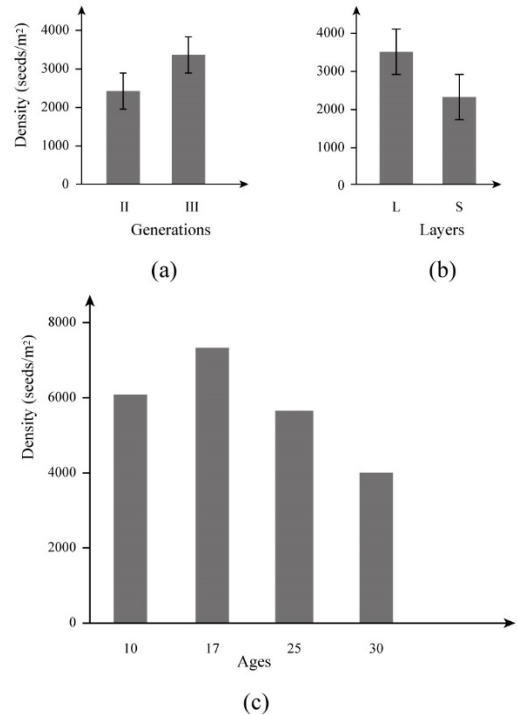 4000
3000
2000
1000
0
Density (seeds/m²)
II III
Generations
(a)
4000
3000
2000
1000
0
L S
Layers
(b)
8000
6000
4000
2000
0
Density (seeds/m²)
10 17 25 30
Ages
(c)